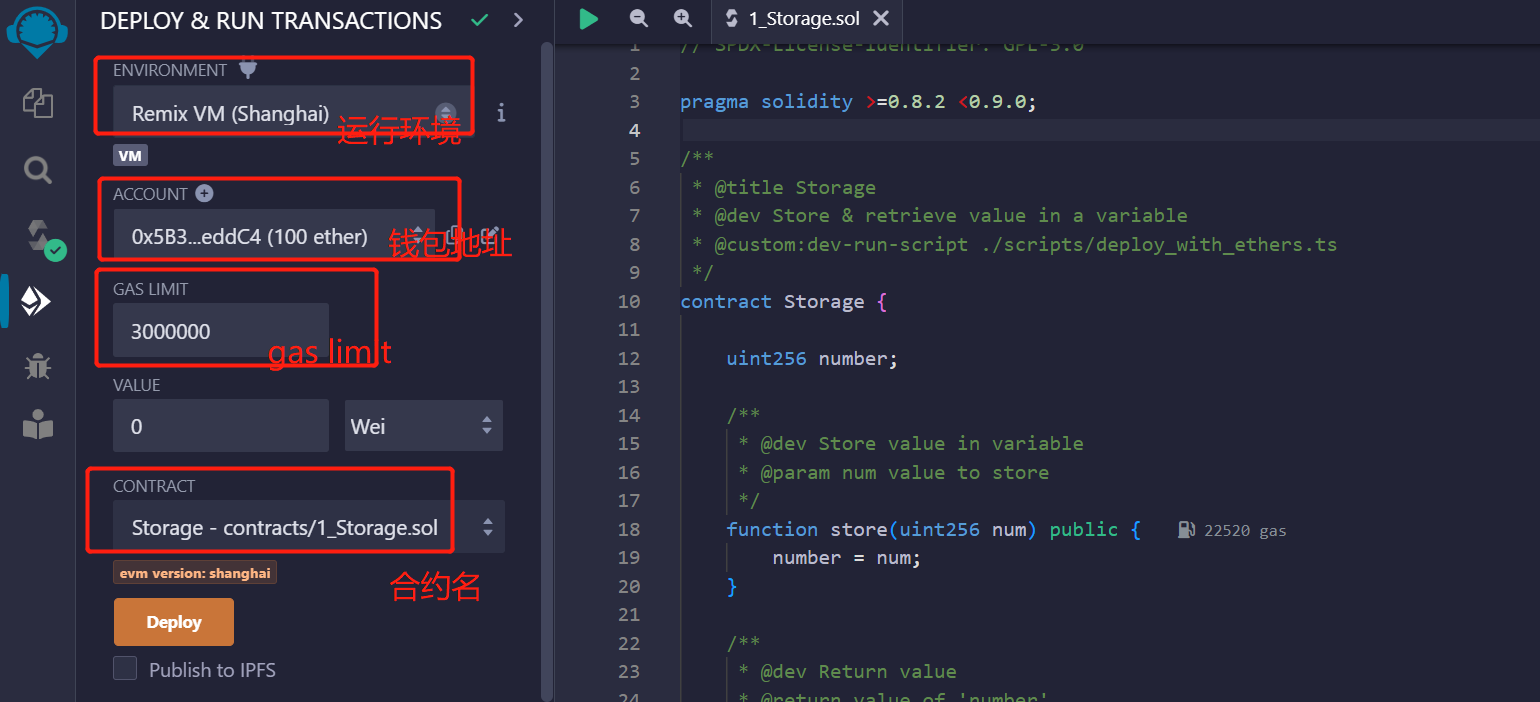 DEPLOY & RUN TRANSACTIONS
ENVIRONMENT
Remix VM (Shanghai)
运行环境
VM
ACCOUNT
0x5B3...eddC4 (100 ether)
钱包地址
GAS LIMIT
3000000
gas limit
VALUE
0
Wei
CONTRACT
Storage - contracts/1_Storage.sol
evm version: shanghai
合约名
Deploy
Publish to IPFS
1_Storage.sol
1 // SPDX-License-Identifier: GPL-3.0
2
3 pragma solidity >=0.8.2 <0.9.0;
4
5 /**
6 * @title Storage
7 * @dev Store & retrieve value in a variable
8 * @custom:dev-run-script ./scripts/deploy_with_ethers.ts
9 */
10 contract Storage {
11
12 uint256 number;
13
14 /**
15 * @dev Store value in variable
16 * @param num value to store
17 */
18 function store(uint256 num) public { 22520 gas
19 number = num;
20 }
21
22 /**
23 * @dev Return value
24 * @return value of 'number'